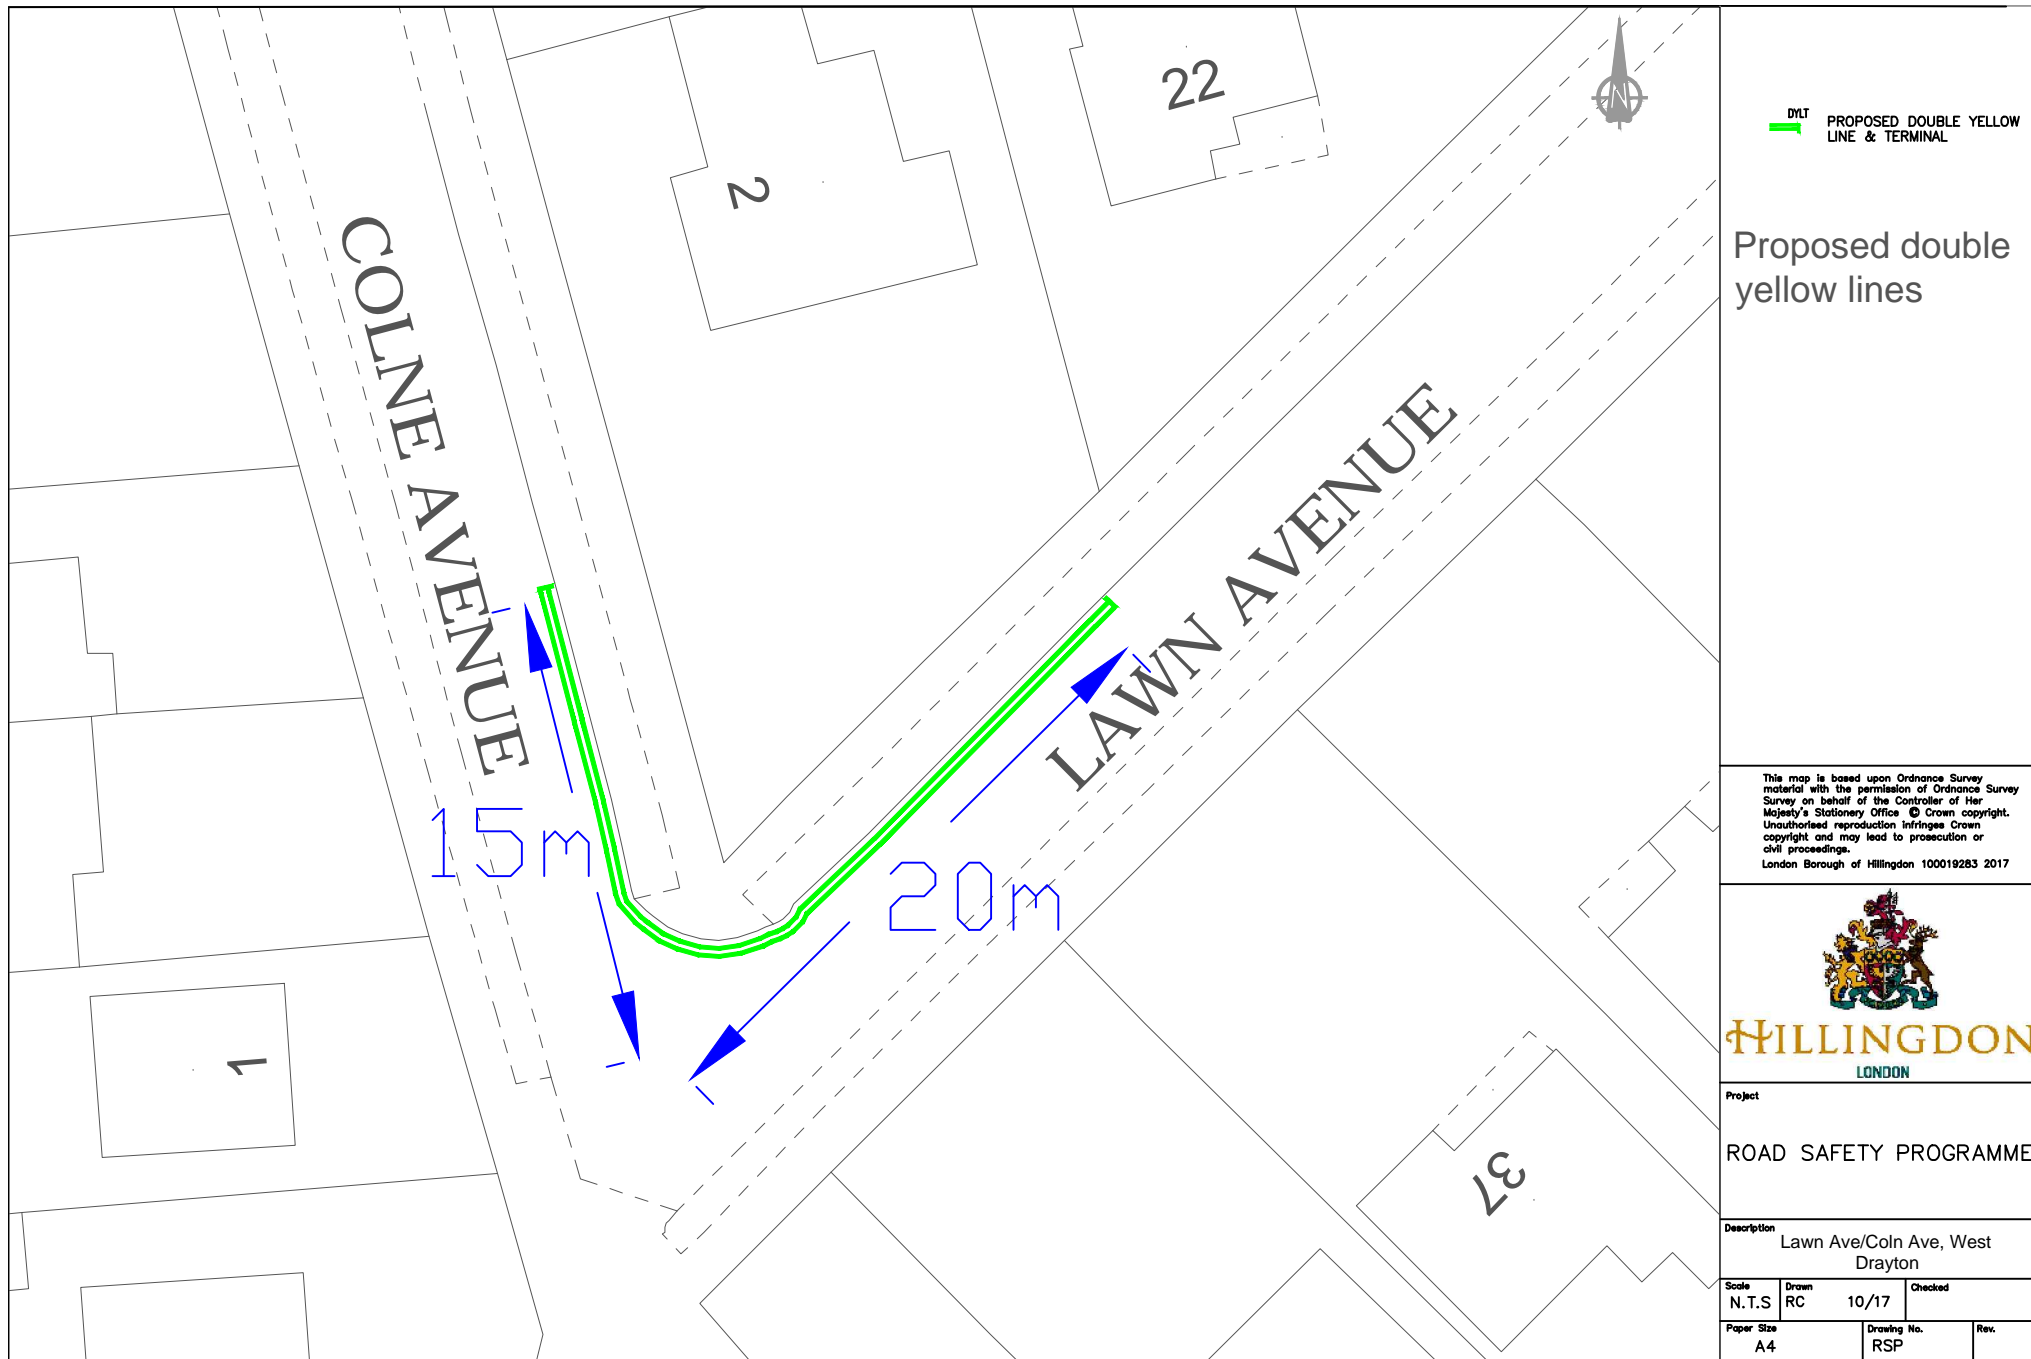 COLNE AVENUE
LAWN AVENUE
2
22
1
37
15m
20m
N
DYLT
PROPOSED DOUBLE YELLOW
LINE & TERMINAL
Proposed double
yellow lines
This map is based upon Ordnance Survey
material with the permission of Ordnance Survey
Survey on behalf of the Controller of Her
Majesty's Stationery Office © Crown copyright.
Unauthorised reproduction infringes Crown
copyright and may lead to prosecution or
civil proceedings.
London Borough of Hillingdon 100019283 2017
HILLINGDON
LONDON
Project
ROAD SAFETY PROGRAMME
Description
Lawn Ave/Coln Ave, West
Drayton
Scale
N.T.S
Drawn
RC 10/17
Checked
Paper Size
A4
Drawing No.
RSP
Rev.